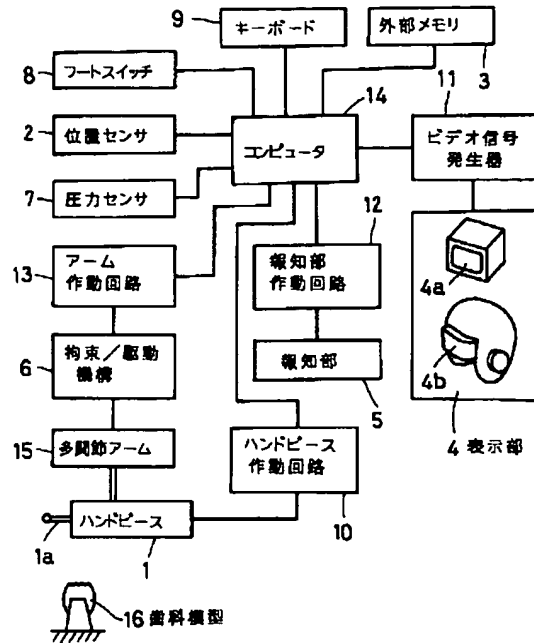 9
キーボード
外部メモリ
3
8
フートスイッチ
14
11
2
位置センサ
コンピュータ
ビデオ信号
発生器
7
圧力センサ
12
13
アーム
作動回路
報知部
作動回路
4a
6
拘束/駆動
機構
報知部
5
4b
4 表示部
15
多関節アーム
ハンドピース
作動回路
10
1a
ハンドピース
1
16 歯科模型